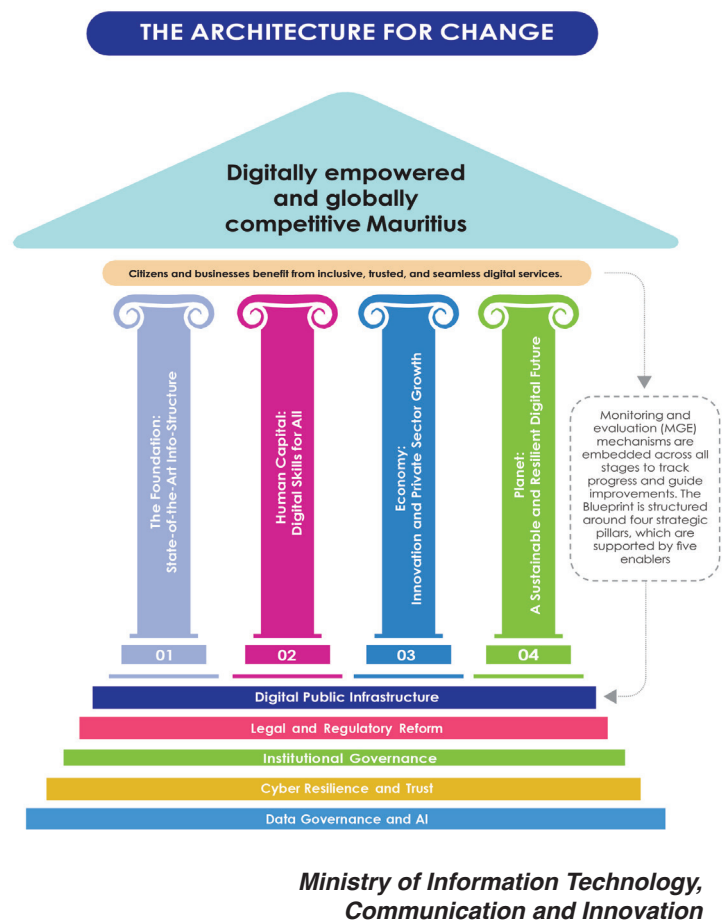 THE ARCHITECTURE FOR CHANGE
Digitally empowered
and globally
competitive Mauritius
Citizens and businesses benefit from inclusive, trusted, and seamless digital services.
The Foundation:
State-of-the-Art Info-Structure
Human Capital:
Digital Skills for All
Economy:
Innovation and Private Sector Growth
Planet:
A Sustainable and Resilient Digital Future
Monitoring and
evaluation (MGE)
mechanisms are
embedded across all
stages to track
progress and guide
improvements. The
Blueprint is structured
around four strategic
pillars, which are
supported by five
enablers
01
02
03
04
Digital Public Infrastructure
Legal and Regulatory Reform
Institutional Governance
Cyber Resilience and Trust
Data Governance and AI
Ministry of Information Technology,
Communication and Innovation